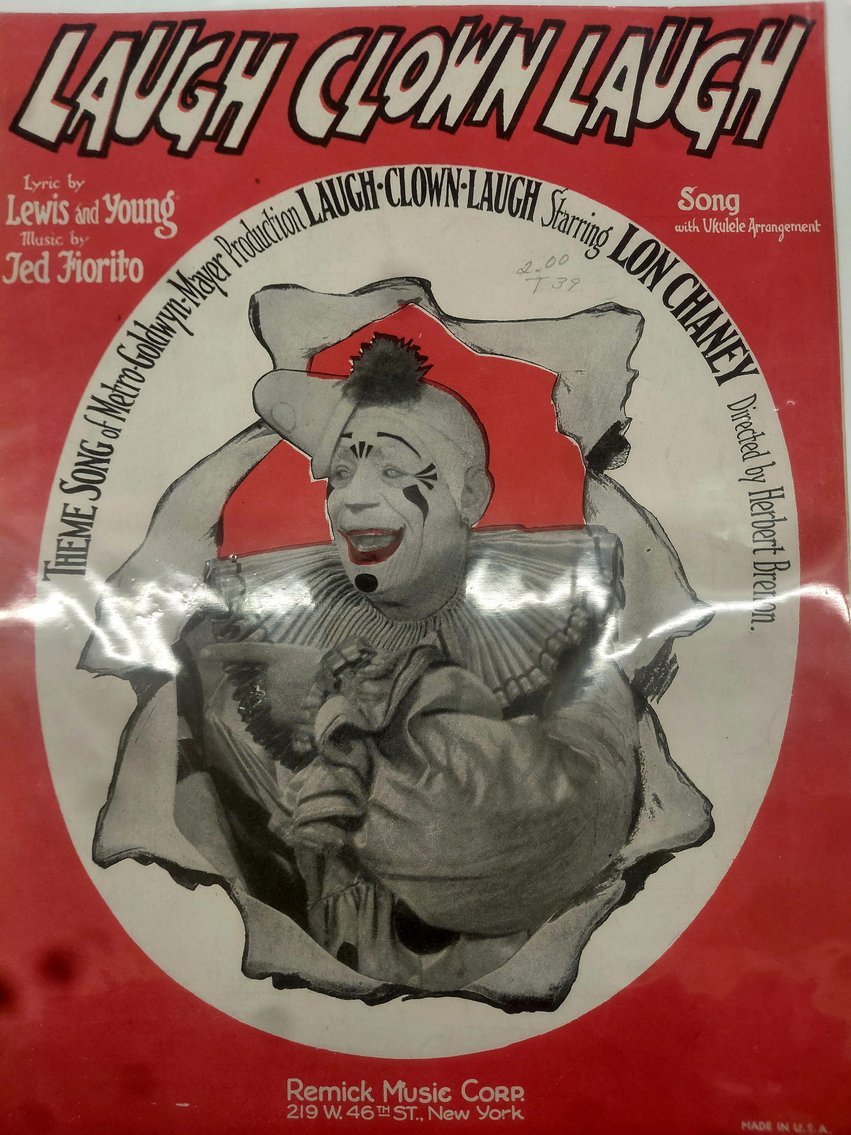 LAUGH CLOWN LAUGH
Lyric by
Lewis and Young
Music by
Ted Fiorito
Song
with Ukulele Arrangement
THEME SONG of Metro-Goldwyn-Mayer Production LAUGH·CLOWN·LAUGH Starring LON CHANEY Directed by Herbert Brenon.
2.00
T 39
Remick Music Corp.
219 W. 46TH ST., New York
MADE IN U.S.A.